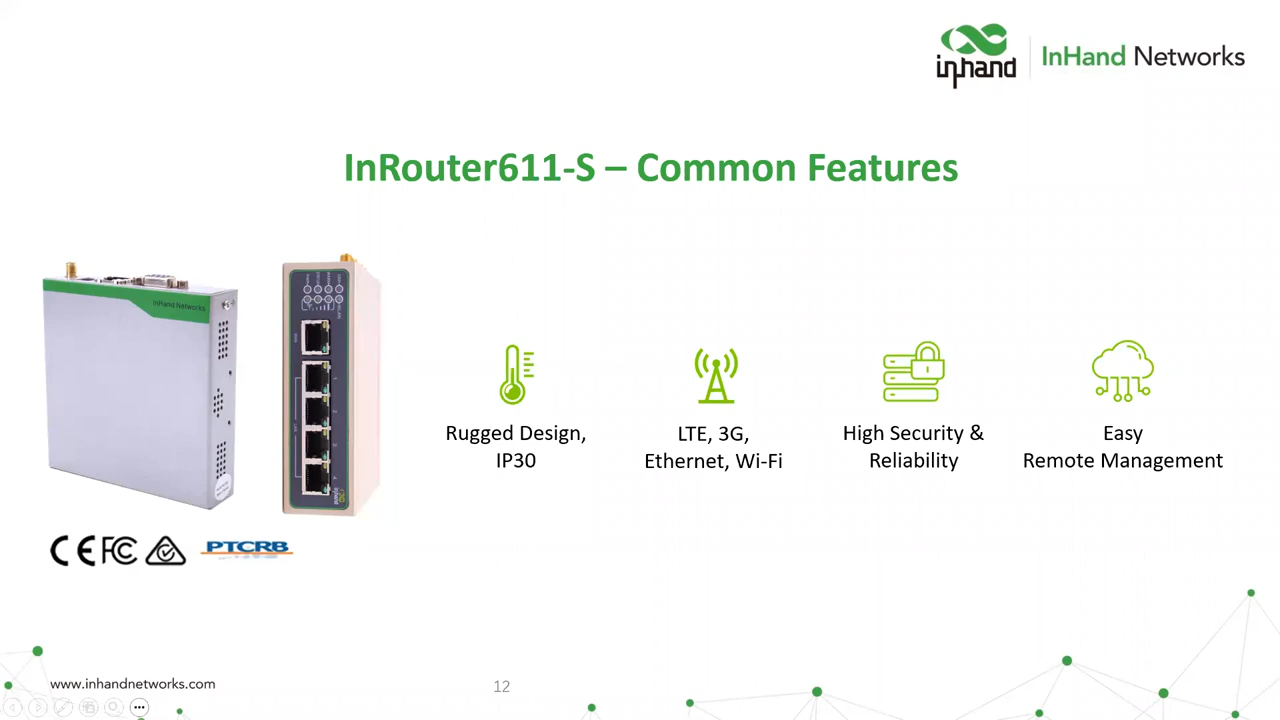 inhand
InHand Networks
InRouter611-S – Common Features
InHand Networks
Rugged Design,
IP30
LTE, 3G,
Ethernet, Wi-Fi
High Security &
Reliability
Easy
Remote Management
CE FC
PTCRB
www.inhandnetworks.com
12